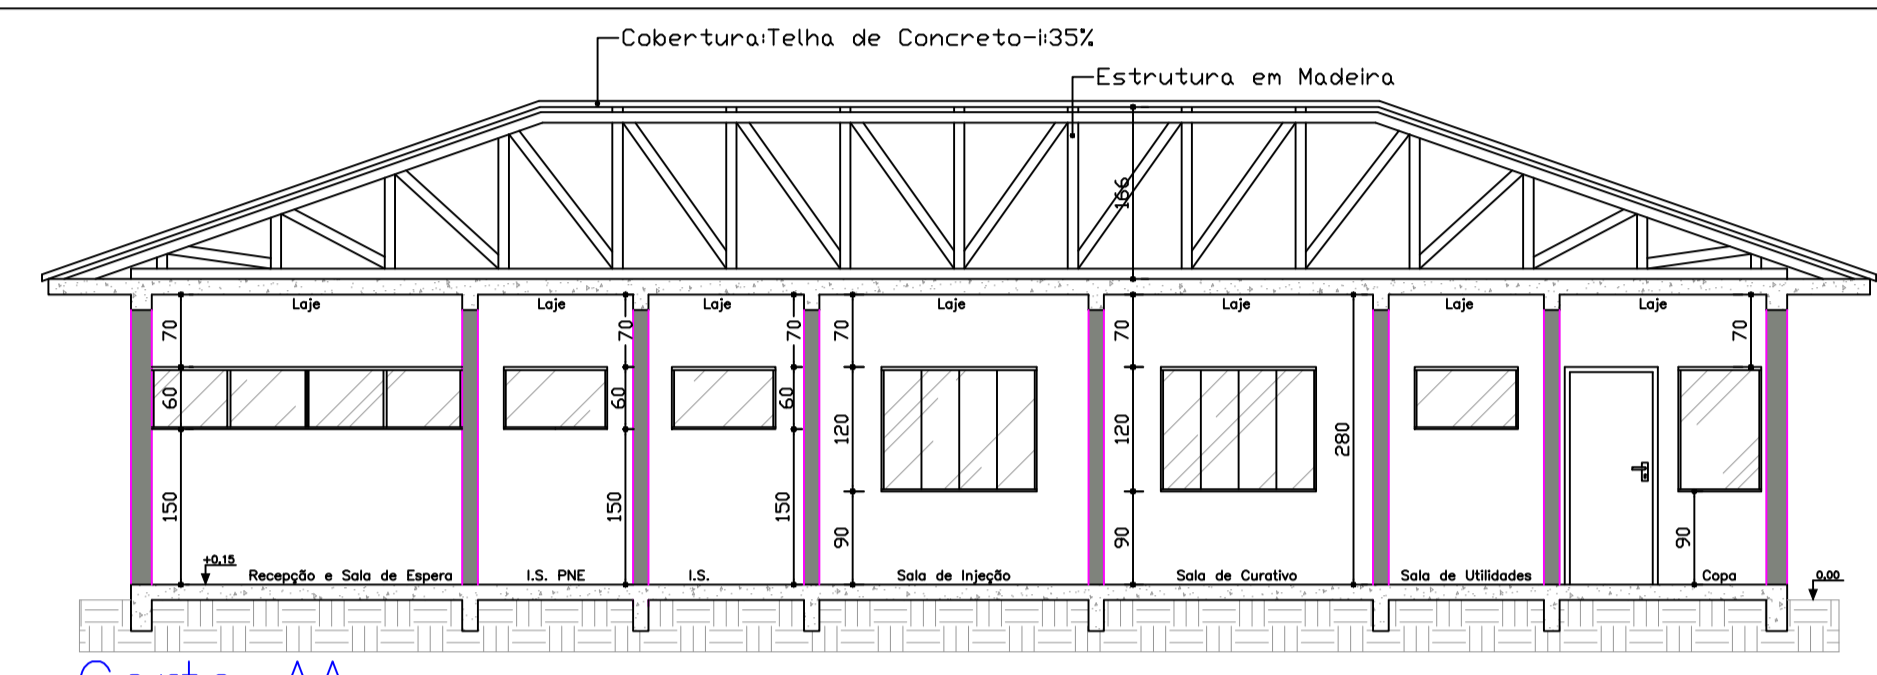 Cobertura:Telha de Concreto-i:35%
Estrutura em Madeira
166
Laje Laje Laje Laje Laje Laje Laje
70 70 70 70 70 70
60 60 60 120 120 280
150 150 150 90 90 90
+0,15 0.00
Recepção e Sala de Espera I.S. PNE I.S. Sala de Injeção Sala de Curativo Sala de Utilidades Copa